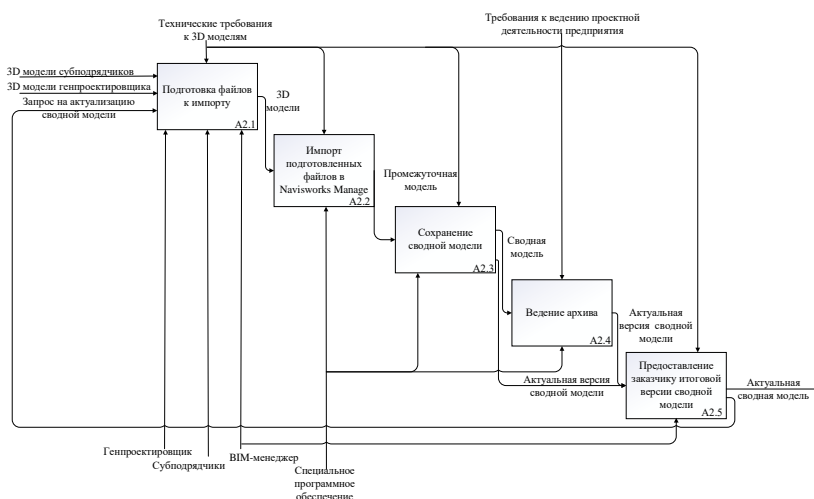 Технические требования
к 3D моделям
Требования к ведению проектной
деятельности предприятия
3D модели субподрядчиков
3D модели генпроектировщика
Запрос на актуализацию
сводной модели
Подготовка файлов
к импорту
A2.1
3D
модели
Импорт
подготовленных
файлов в
Navisworks Manage
A2.2
Промежуточная
модель
Сохранение
сводной модели
A2.3
Сводная
модель
Ведение архива
A2.4
Актуальная
версия сводной
модели
Актуальная версия
сводной модели
Предоставление
заказчику итоговой
версии сводной
модели
A2.5
Актуальная
сводная модель
Генпроектировщик
Субподрядчики
BIM-менеджер
Специальное
программное
обеспечение